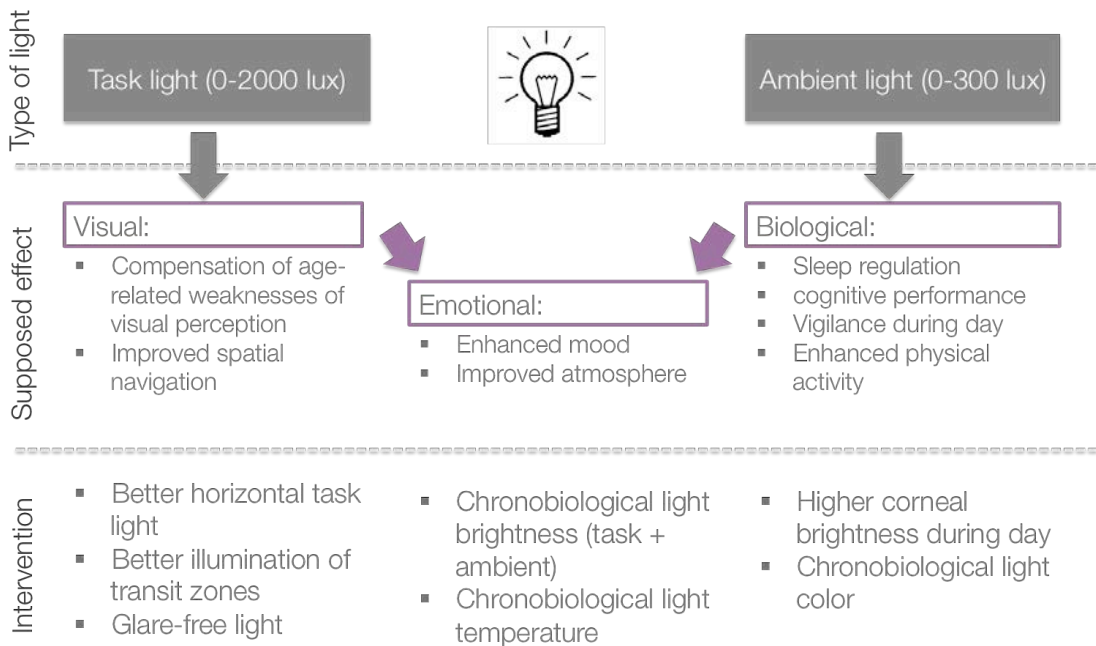 Type of light
Task light (0-2000 lux)
Ambient light (0-300 lux)
Supposed effect
Visual:
▪ Compensation of age-
related weaknesses of
visual perception
▪ Improved spatial
navigation
Emotional:
▪ Enhanced mood
▪ Improved atmosphere
Biological:
▪ Sleep regulation
▪ cognitive performance
▪ Vigilance during day
▪ Enhanced physical
activity
Intervention
▪ Better horizontal task
light
▪ Better illumination of
transit zones
▪ Glare-free light
▪ Chronobiological light
brightness (task +
ambient)
▪ Chronobiological light
temperature
▪ Higher corneal
brightness during day
▪ Chronobiological light
color